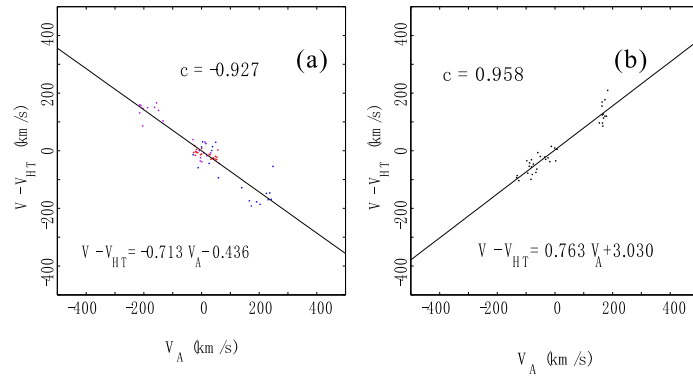 (a)
c = -0.927
V -V_HT =-0.713 V_A -0.436
V -V_HT (km/s)
400
200
0
-200
-400
-400 -200 0 200 400
V_A (km/s)
(b)
c = 0.958
V -V_HT = 0.763 V_A +3.030
V -V_HT (km/s)
400
200
0
-200
-400
-400 -200 0 200 400
V_A (km/s)